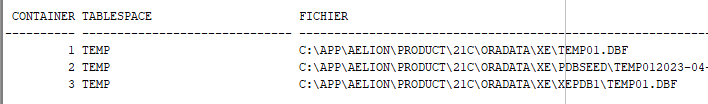 CONTAINER TABLESPACE FICHIER
---------- ------------------------------ ----------------------------------------------------------
1 TEMP C:\APP\AELION\PRODUCT\21C\ORADATA\XE\TEMP01.DBF
2 TEMP C:\APP\AELION\PRODUCT\21C\ORADATA\XE\PDBSEED\TEMP012023-04-
3 TEMP C:\APP\AELION\PRODUCT\21C\ORADATA\XE\XEPDB1\TEMP01.DBF